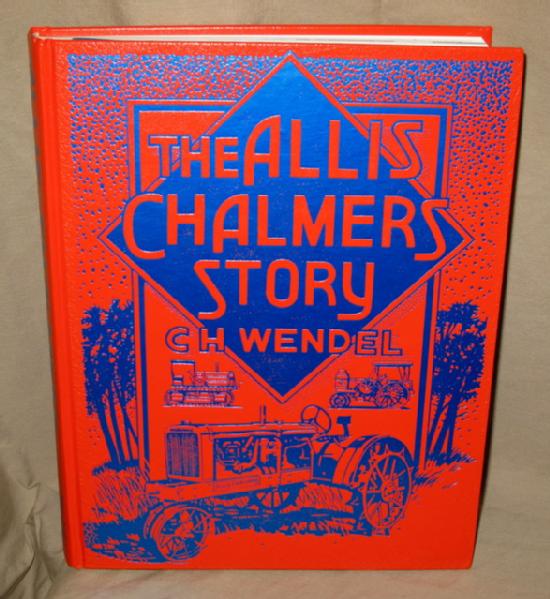 THE ALLIS
CHALMERS
STORY
C H WENDEL